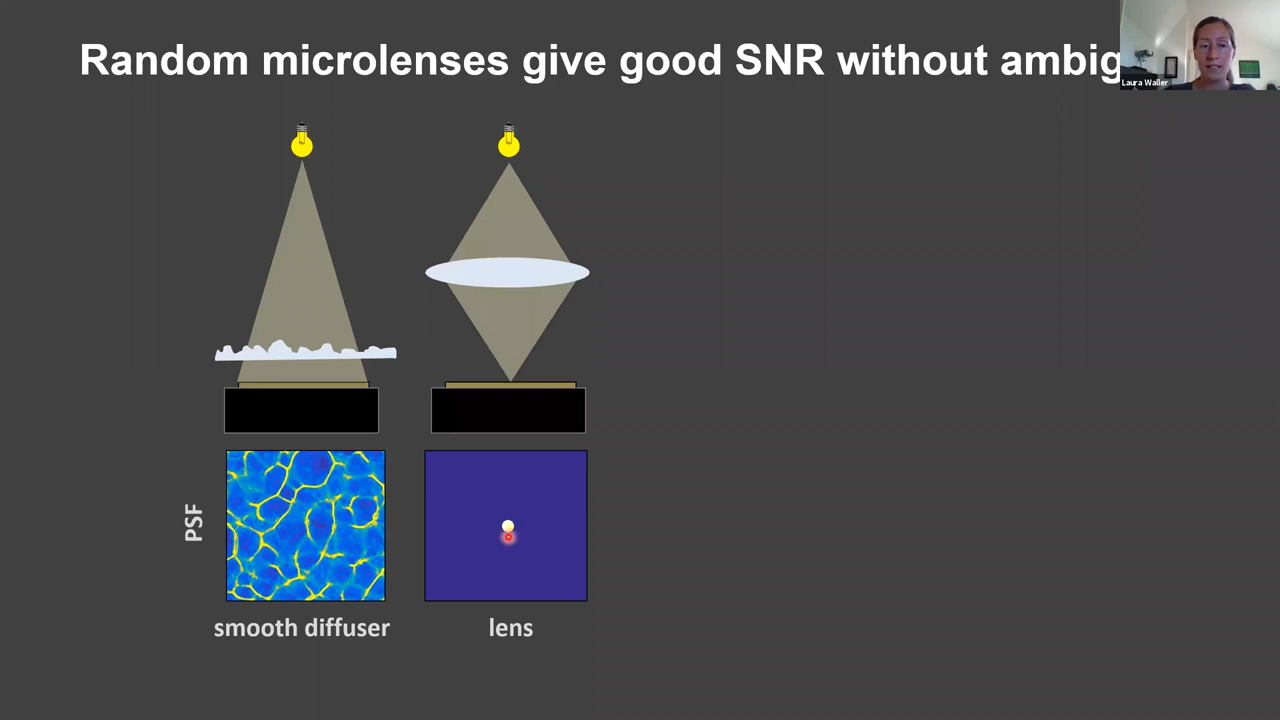 Random microlenses give good SNR without ambig
Laura Waller
PSF
smooth diffuser
lens